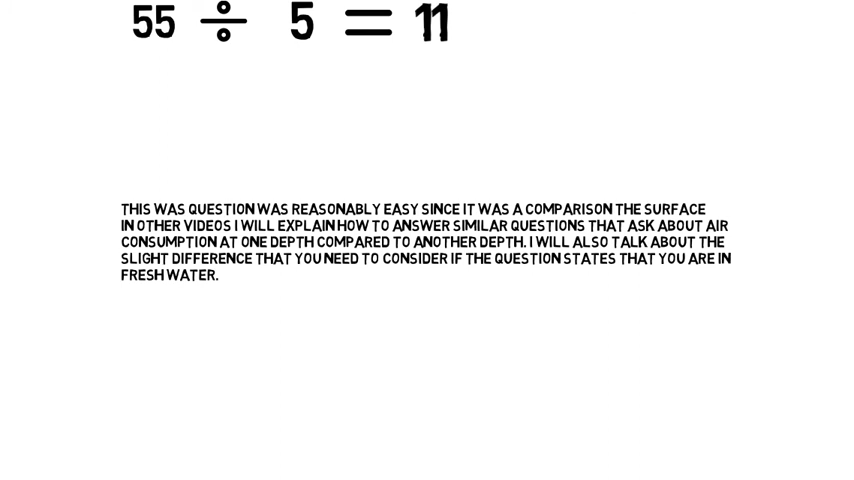 55 ÷ 5 = 11
THIS WAS QUESTION WAS REASONABLY EASY SINCE IT WAS A COMPARISON THE SURFACE
IN OTHER VIDEOS I WILL EXPLAIN HOW TO ANSWER SIMILAR QUESTIONS THAT ASK ABOUT AIR
CONSUMPTION AT ONE DEPTH COMPARED TO ANOTHER DEPTH. I WILL ALSO TALK ABOUT THE
SLIGHT DIFFERENCE THAT YOU NEED TO CONSIDER IF THE QUESTION STATES THAT YOU ARE IN
FRESH WATER.